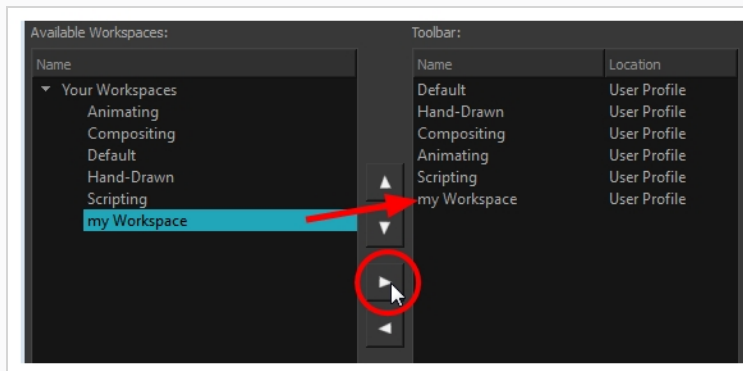 Available Workspaces:
Name
Your Workspaces
Animating
Compositing
Default
Hand-Drawn
Scripting
my Workspace
Toolbar:
Name Location
Default User Profile
Hand-Drawn User Profile
Compositing User Profile
Animating User Profile
Scripting User Profile
my Workspace User Profile